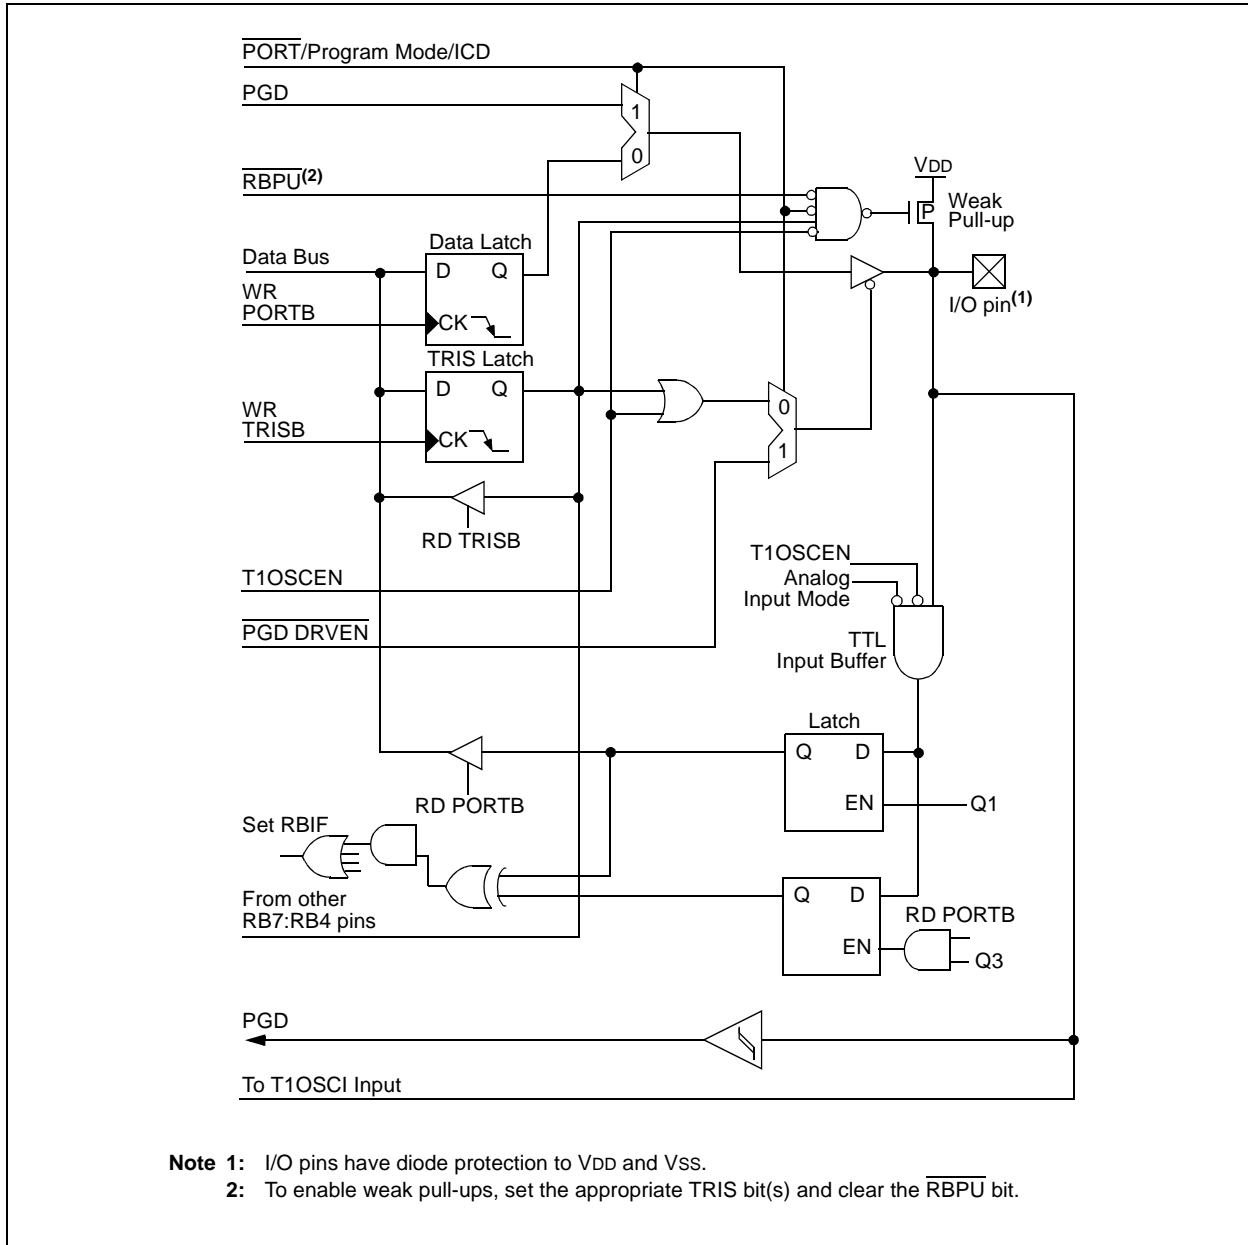 PORT/Program Mode/ICD
PGD
1
0
RBPU(2)
VDD
P
Weak
Pull-up
Data Bus
Data Latch
D Q
WR
PORTB
CK
I/O pin(1)
TRIS Latch
D Q
WR
TRISB
CK
0
1
RD TRISB
T1OSCEN
T1OSCEN
Analog
Input Mode
PGD DRVEN
TTL
Input Buffer
Latch
Q D
EN
Q1
RD PORTB
Set RBIF
Q D
EN
RD PORTB
Q3
From other
RB7:RB4 pins
PGD
To T1OSCI Input
Note 1: I/O pins have diode protection to VDD and VSS.
2: To enable weak pull-ups, set the appropriate TRIS bit(s) and clear the RBPU bit.